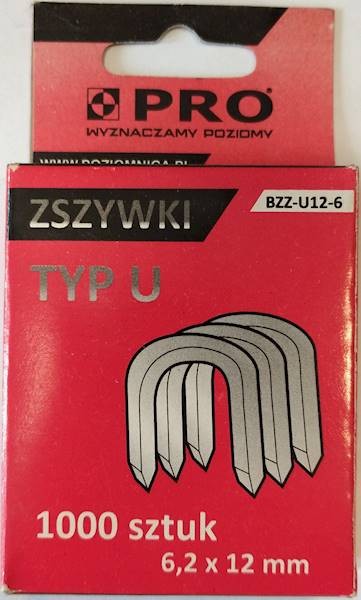 PRO
WYZNACZAMY POZIOMY
WWW.POZIOMNICA.PL
ZSZYWKI
BZZ-U12-6
TYP U
1000 sztuk
6,2 x 12 mm